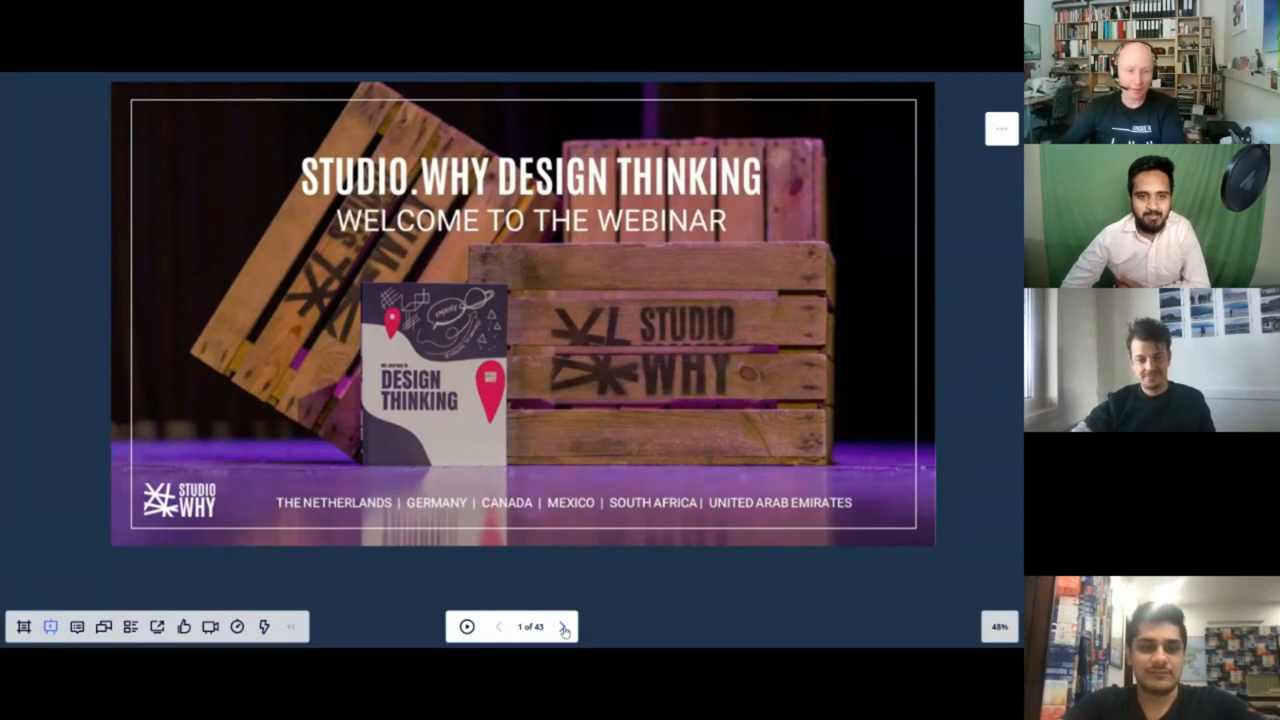 STUDIO.WHY DESIGN THINKING
WELCOME TO THE WEBINAR
STUDIO
WHY
DESIGN
THINKING
STUDIO
WHY
THE NETHERLANDS | GERMANY | CANADA | MEXICO | SOUTH AFRICA | UNITED ARAB EMIRATES
1 of 43
48%